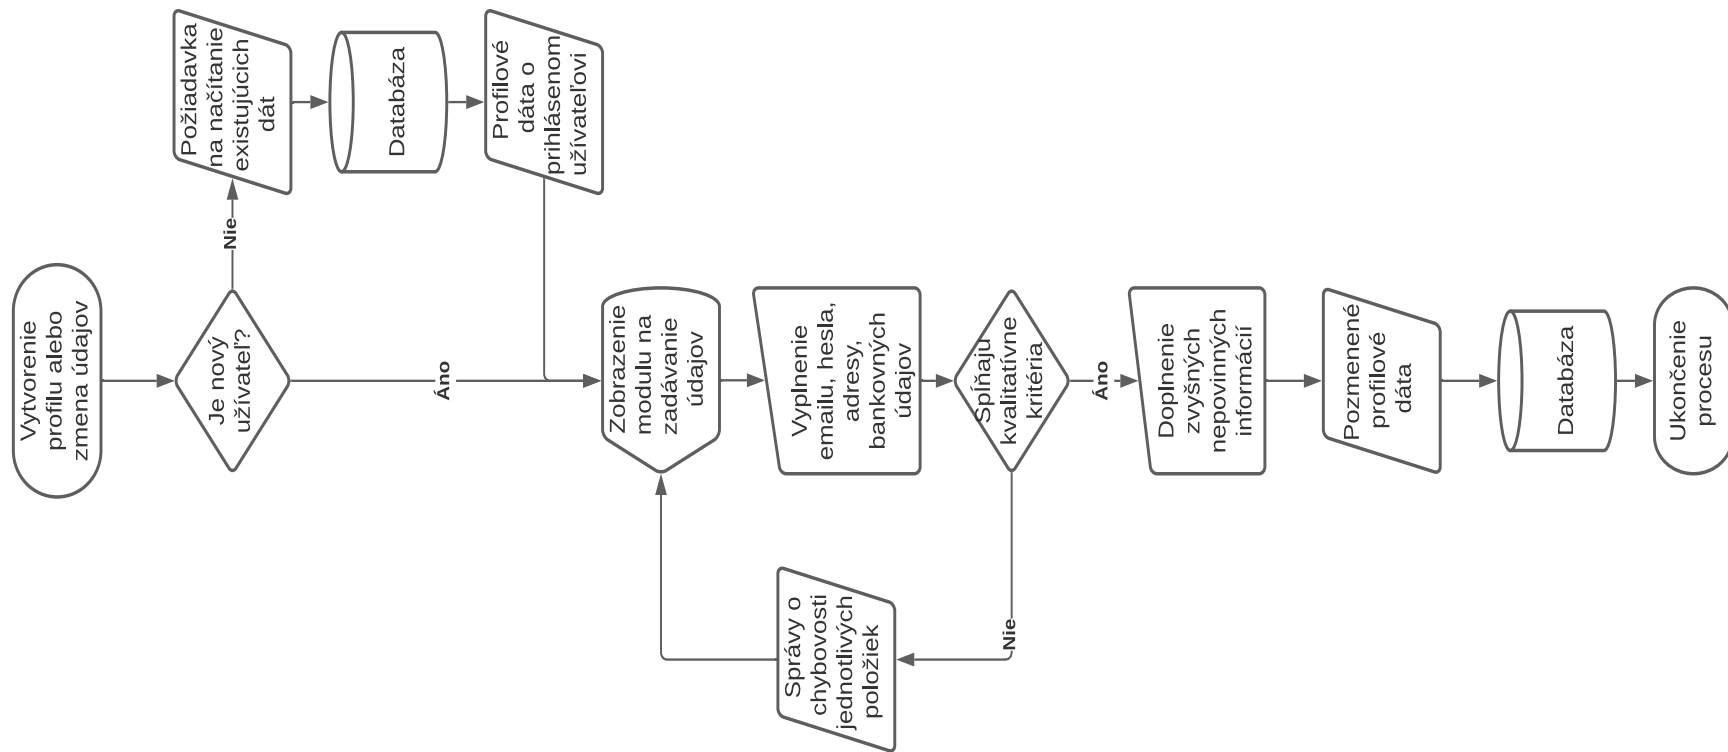 Vytvorenie
profilu alebo
zmena údajov
Je nový
užívateľ?
Nie
Požiadavka
na načítanie
existujúcich
dát
Databáza
Profilové
dáta o
prihlásenom
užívateľovi
Áno
Zobrazenie
modulu na
zadávanie
údajov
Vyplnenie
emailu, hesla,
adresy,
bankovných
údajov
Spĺňajú
kvalitatívne
kritéria
Nie
Správy o
chybovosti
jednotlivých
položiek
Áno
Doplnenie
zvyšných
nepovinných
informácií
Pozmenené
profilové
dáta
Databáza
Ukončenie
procesu